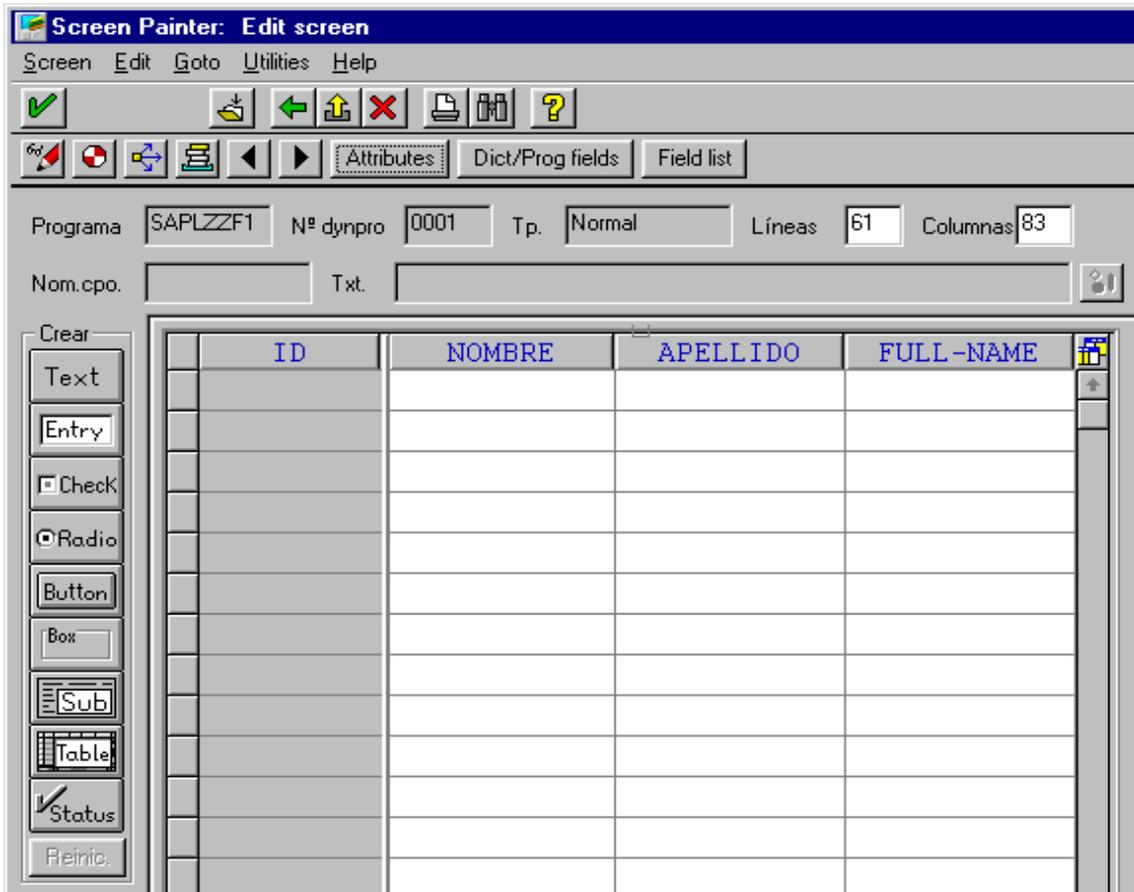 Screen Painter: Edit screen
Screen Edit Goto Utilities Help
Attributes Dict/Prog fields Field list
Programa SAPLZZF1 Nº dynpro 0001 Tp. Normal Líneas 61 Columnas 83
Nom.cpo. Txt.
Crear
Text
Entry
Check
Radio
Button
Box
Sub
Table
Status
Reinic.
ID NOMBRE APELLIDO FULL-NAME